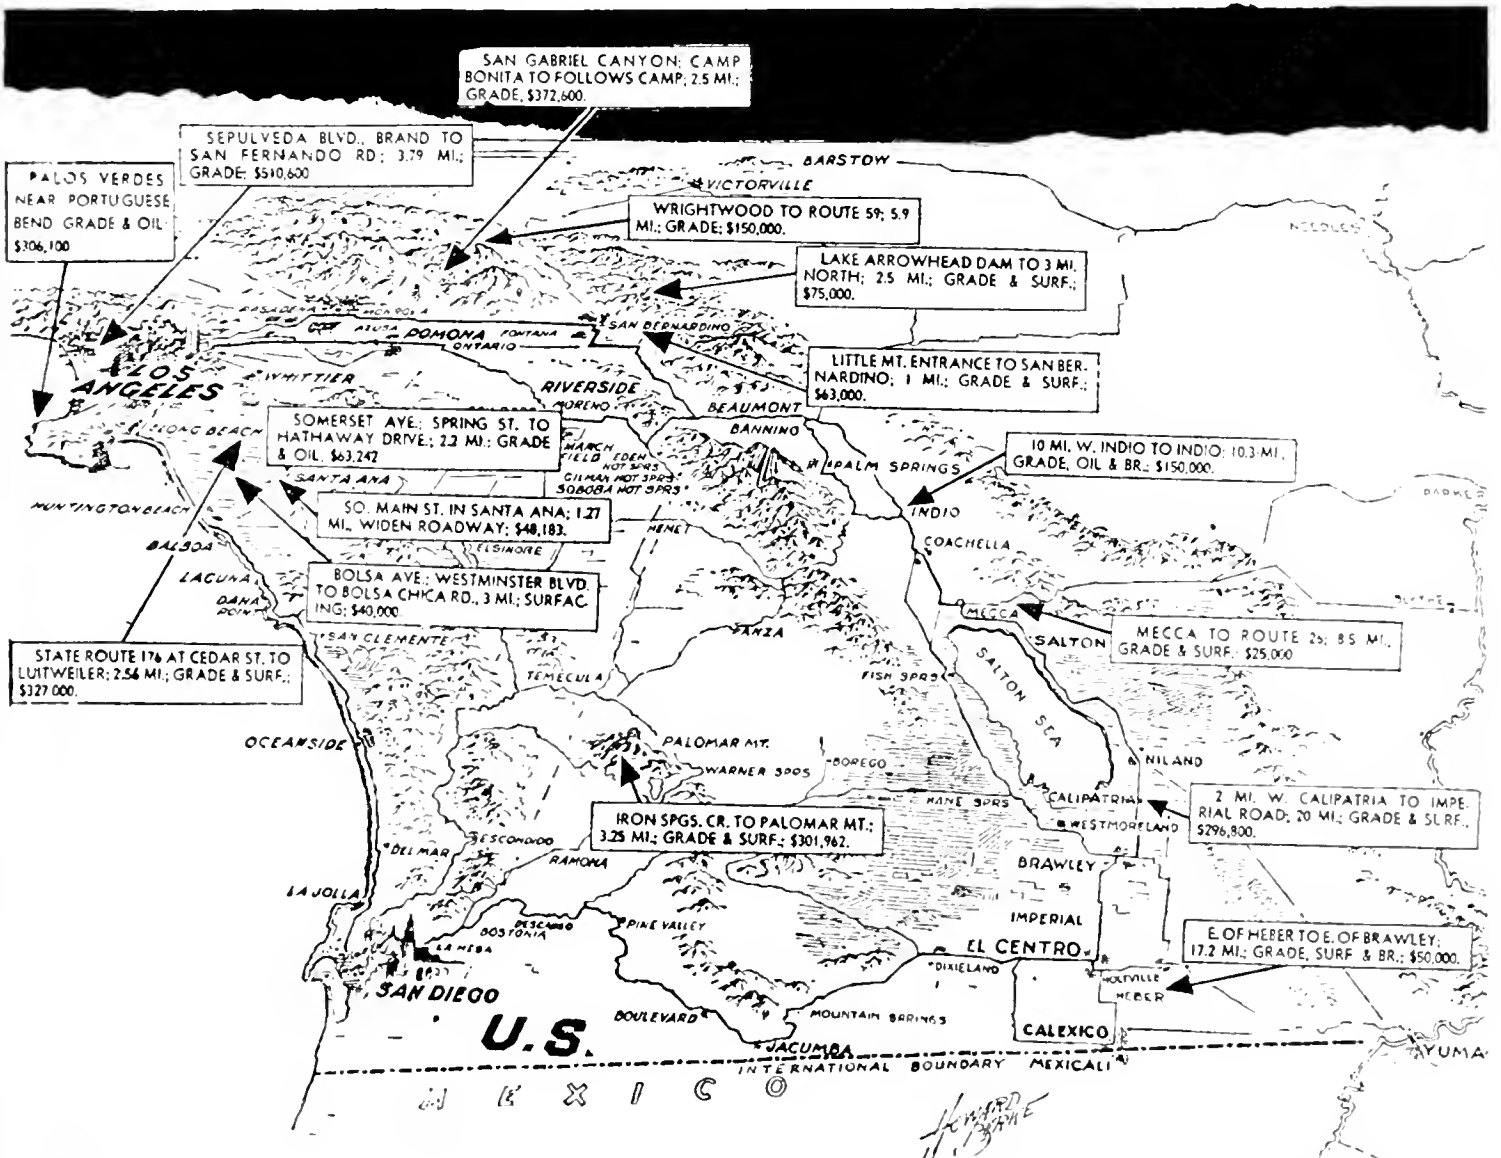 SAN GABRIEL CANYON; CAMP
BONITA TO FOLLOWS CAMP; 2.5 MI.;
GRADE, $372,600.
SEPULVEDA BLVD., BRAND TO
SAN FERNANDO RD; 3.79 MI.;
GRADE; $510,600
PALOS VERDES
NEAR PORTUGUESE
BEND GRADE & OIL
$306,100
BARSTOW
VICTORVILLE
WRIGHTWOOD TO ROUTE 59; 5.9
MI.; GRADE; $150,000.
NEEDLES
LAKE ARROWHEAD DAM TO 3 MI.
NORTH; 2.5 MI.; GRADE & SURF.;
$75,000.
PASADENA
MONROVIA
AZUSA
POMONA
FONTANA
ONTARIO
SAN BERNARDINO
LITTLE MT. ENTRANCE TO SAN BER-
NARDINO; 1 MI.; GRADE & SURF.;
$63,000.
LOS
ANGELES
WHITTIER
RIVERSIDE
MORENO
BEAUMONT
BANNING
LONG BEACH
SOMERSET AVE.; SPRING ST. TO
HATHAWAY DRIVE.; 2.2 MI.; GRADE
& OIL. $63,242
MARCH
FIELD
EDEN
HOT SPRS
GILMAN HOT SPRS
SOBOBA HOT SPRS
PALM SPRINGS
10 MI. W. INDIO TO INDIO; 10.3 MI.,
GRADE, OIL & BR.; $150,000.
SANTA ANA
HUNTINGTON BEACH
SO. MAIN ST. IN SANTA ANA; 1.27
MI., WIDEN ROADWAY; $48,183.
HEMET
INDIO
PARKER
BALBOA
ELSINORE
COACHELLA
LAGUNA
DANA
POINT
BOLSA AVE.; WESTMINSTER BLVD.
TO BOLSA CHICA RD., 3 MI.; SURFAC-
ING; $40,000.
BLYTHE
MECCA
SAN CLEMENTE
ANZA
SALTON
MECCA TO ROUTE 26; 8.5 MI.,
GRADE & SURF. $25,000
STATE ROUTE 176 AT CEDAR ST. TO
LUITWEILER; 2.56 MI.; GRADE & SURF.;
$327,000.
TEMECULA
FISH SPRS
SALTON SEA
OCEANSIDE
PALOMAR MT.
WARNER SPRS
BOREGO
NILAND
KANE SPRS
CALIPATRIA
2 MI. W. CALIPATRIA TO IMPE-
RIAL ROAD; 20 MI.; GRADE & SURF.,
$296,800.
WESTMORELAND
IRON SPGS. CR. TO PALOMAR MT.;
3.25 MI.; GRADE & SURF.; $301,962.
ESCONDIDO
DEL MAR
RAMONA
BRAWLEY
LA JOLLA
IMPERIAL
DESCANSO
BOSTONIA
PINE VALLEY
LA MESA
EL CENTRO
E. OF HEBER TO E. OF BRAWLEY;
17.2 MI.; GRADE, SURF & BR.; $50,000.
DIXIELAND
HOLTVILLE
HEBER
SAN DIEGO
U.S.
BOULEVARD
MOUNTAIN SPRINGS
CALEXICO
JACUMBA
YUMA
INTERNATIONAL BOUNDARY
MEXICALI
MEXICO
HOWARD
BURKE